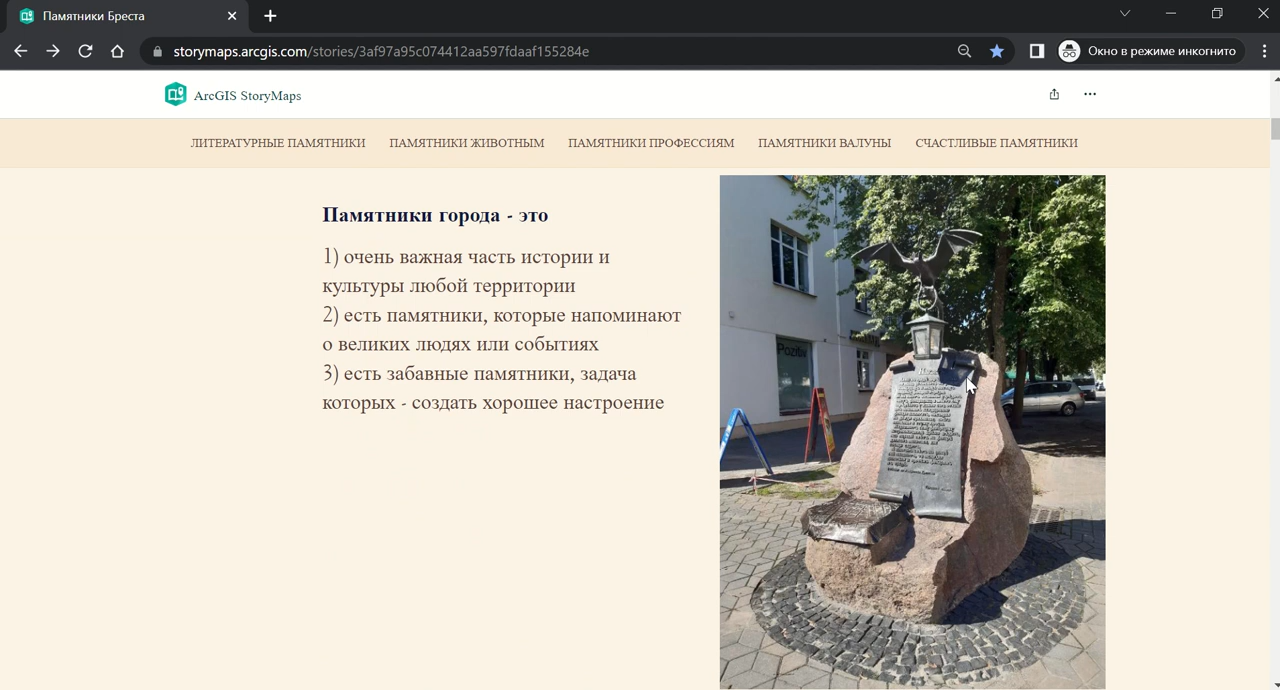 Памятники Бреста
storymaps.arcgis.com/stories/3af97a95c074412aa597fdaaf155284e
Окно в режиме инкогнито
ArcGIS StoryMaps
ЛИТЕРАТУРНЫЕ ПАМЯТНИКИ ПАМЯТНИКИ ЖИВОТНЫМ ПАМЯТНИКИ ПРОФЕССИЯМ ПАМЯТНИКИ ВАЛУНЫ СЧАСТЛИВЫЕ ПАМЯТНИКИ
Памятники города - это
1) очень важная часть истории и
культуры любой территории
2) есть памятники, которые напоминают
о великих людях или событиях
3) есть забавные памятники, задача
которых - создать хорошее настроение
Pozitiv